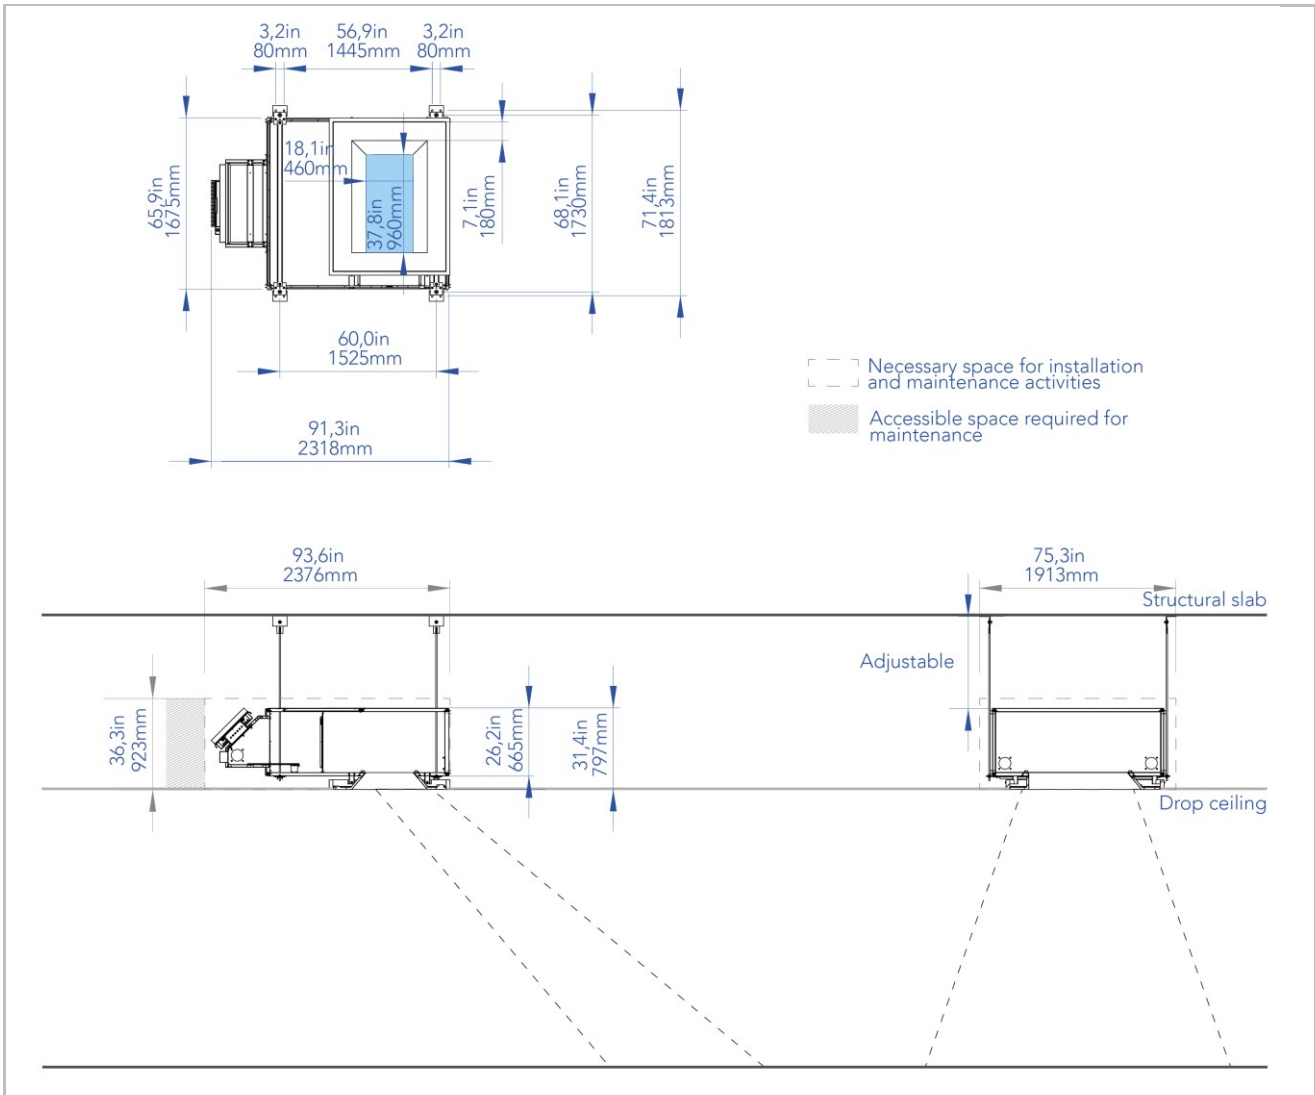 3,2in
80mm
56,9in
1445mm
3,2in
80mm
18,1in
460mm
65,9in
1675mm
37,8in
960mm
7,1in
180mm
68,1in
1730mm
71,4in
1813mm
60,0in
1525mm
91,3in
2318mm
Necessary space for installation
and maintenance activities
Accessible space required for
maintenance
93,6in
2376mm
75,3in
1913mm
Structural slab
Adjustable
36,3in
923mm
26,2in
665mm
31,4in
797mm
Drop ceiling